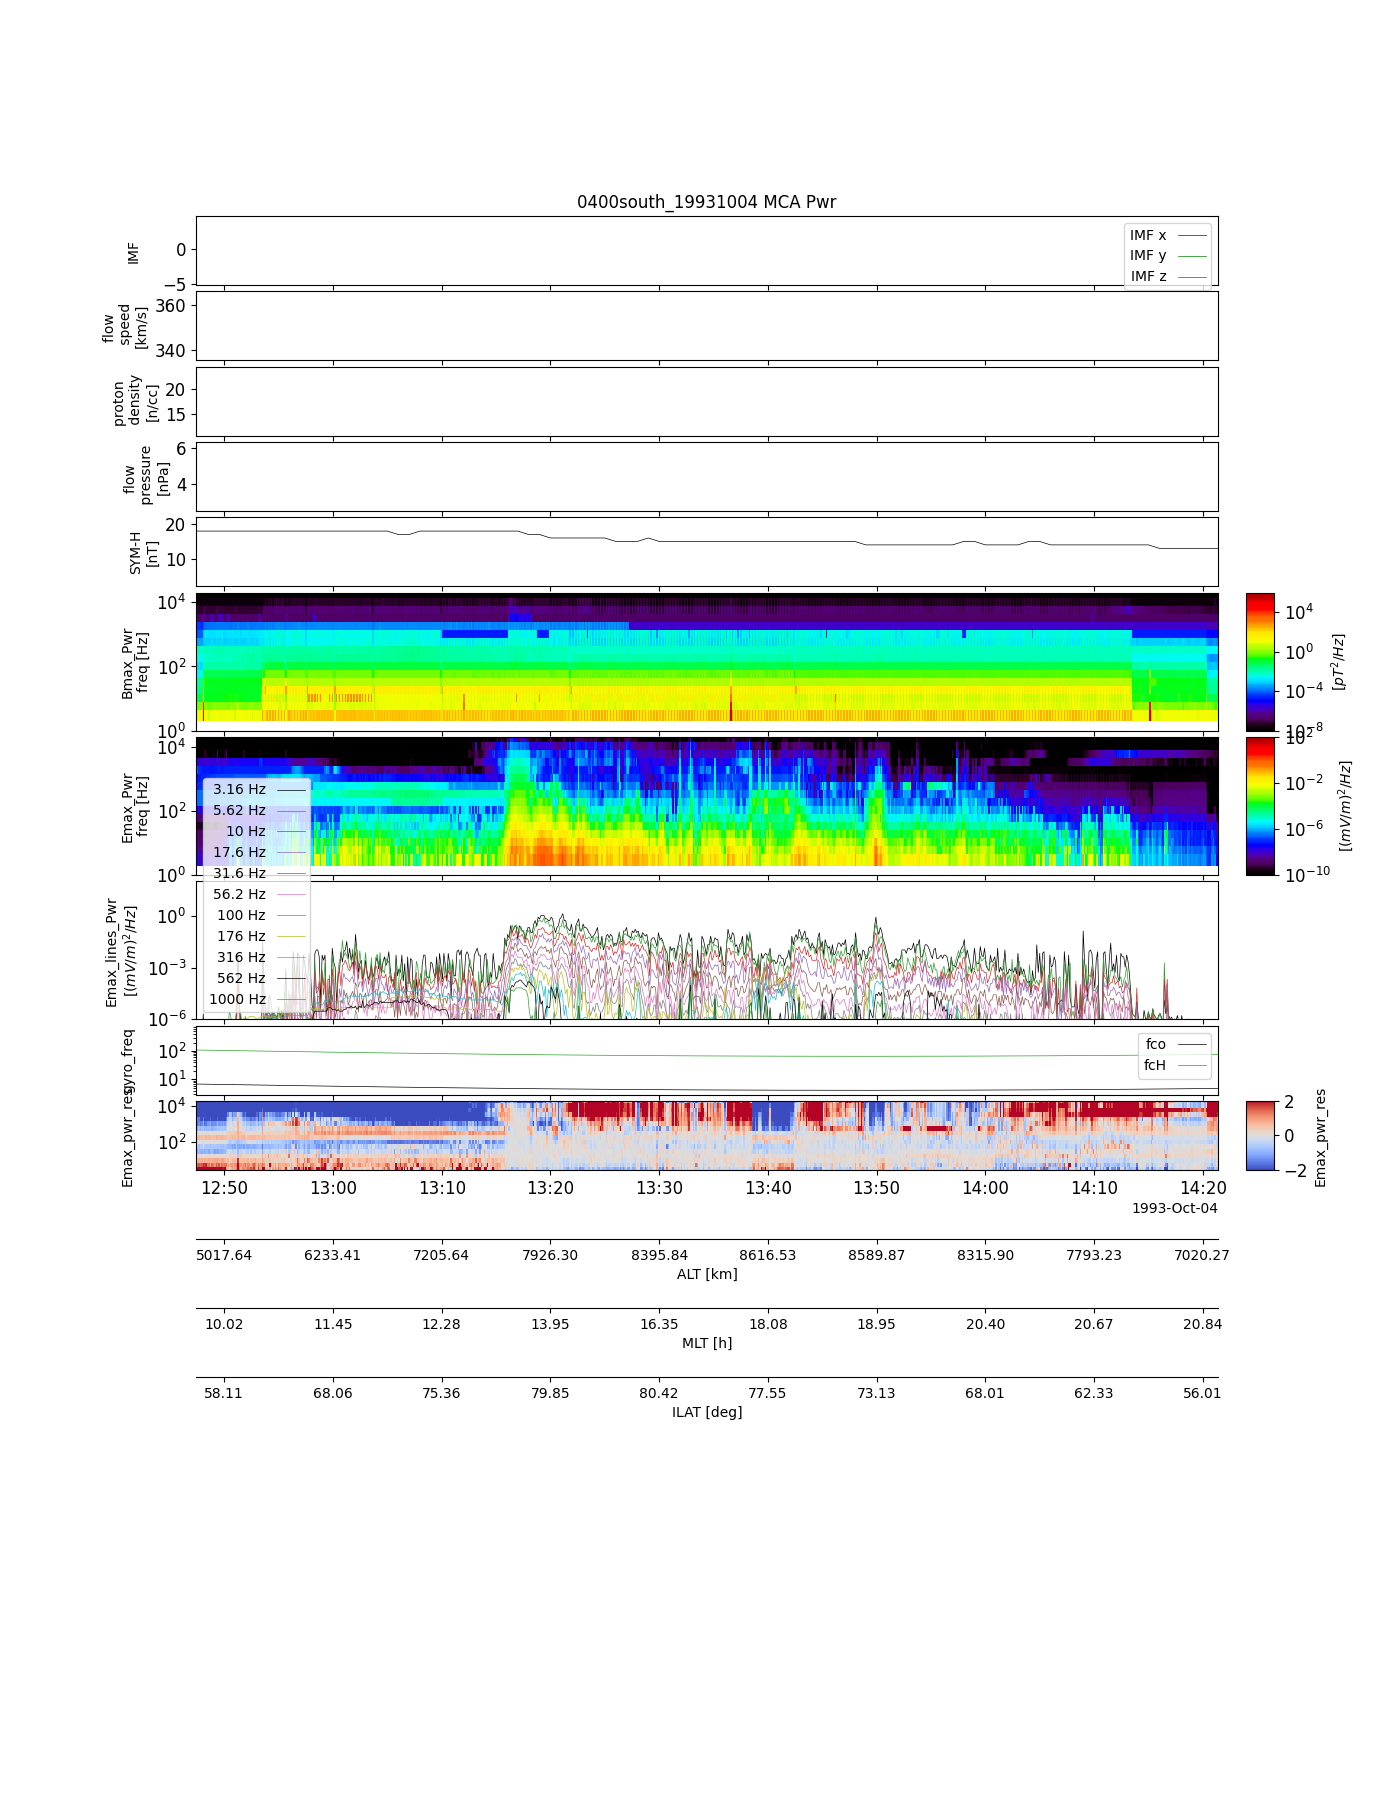 0400south_19931004 MCA Pwr
IMF
0
−5
IMF x
IMF y
IMF z
flow
speed
[km/s]
360
340
proton
density
[n/cc]
20
15
flow
pressure
[nPa]
6
4
SYM-H
[nT]
20
10
Bmax_Pwr
freq [Hz]
10^4
10^2
10^0
10^4
10^0
10^−4
10^−8
[pT^2/Hz]
Emax_Pwr
freq [Hz]
10^4
10^2
10^0
10^2
10^−2
10^−6
10^−10
[(mV/m)^2/Hz]
3.16 Hz
5.62 Hz
10 Hz
17.6 Hz
31.6 Hz
56.2 Hz
100 Hz
176 Hz
316 Hz
562 Hz
1000 Hz
Emax_lines_Pwr
[(mV/m)^2/Hz]
10^0
10^−3
10^−6
gyro_freq
10^2
10^1
fco
fcH
Emax_pwr_res
10^4
10^2
2
0
−2
Emax_pwr_res
12:50 13:00 13:10 13:20 13:30 13:40 13:50 14:00 14:10 14:20
1993-Oct-04
5017.64 6233.41 7205.64 7926.30 8395.84 8616.53 8589.87 8315.90 7793.23 7020.27
ALT [km]
10.02 11.45 12.28 13.95 16.35 18.08 18.95 20.40 20.67 20.84
MLT [h]
58.11 68.06 75.36 79.85 80.42 77.55 73.13 68.01 62.33 56.01
ILAT [deg]